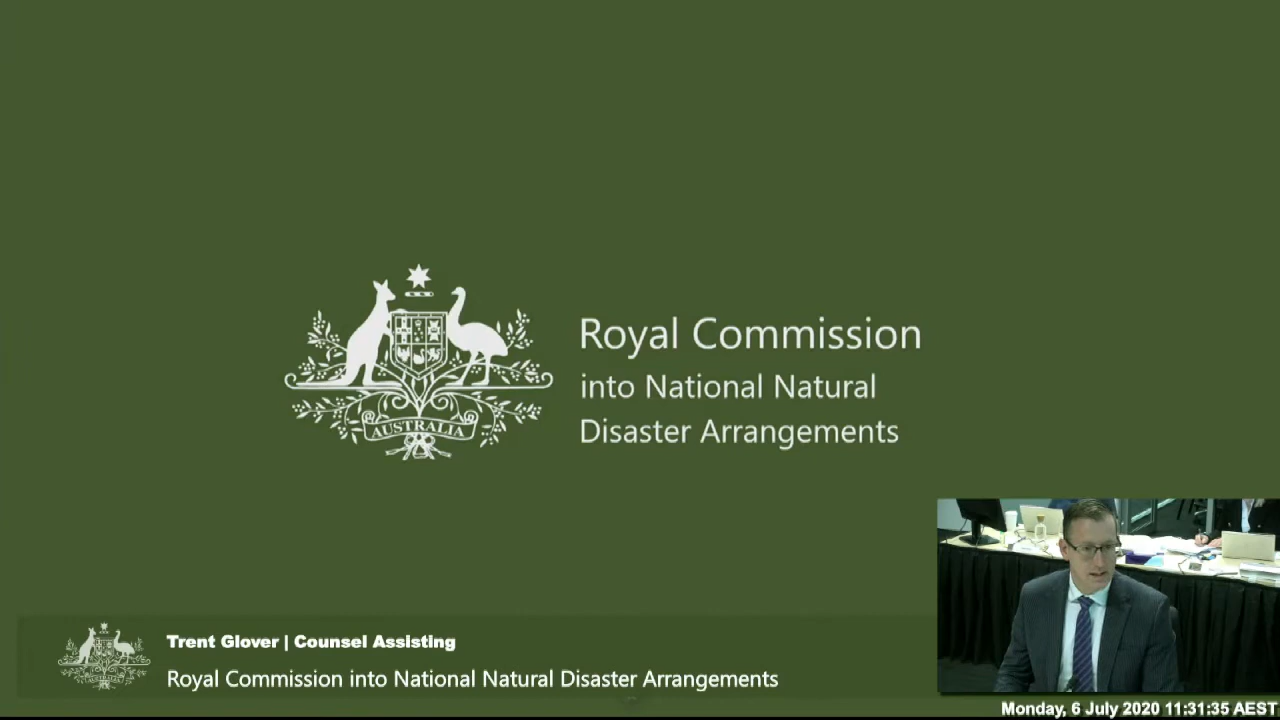 Royal Commission
into National Natural
Disaster Arrangements
AUSTRALIA
Trent Glover | Counsel Assisting
Royal Commission into National Natural Disaster Arrangements
Monday, 6 July 2020 11:31:35 AEST